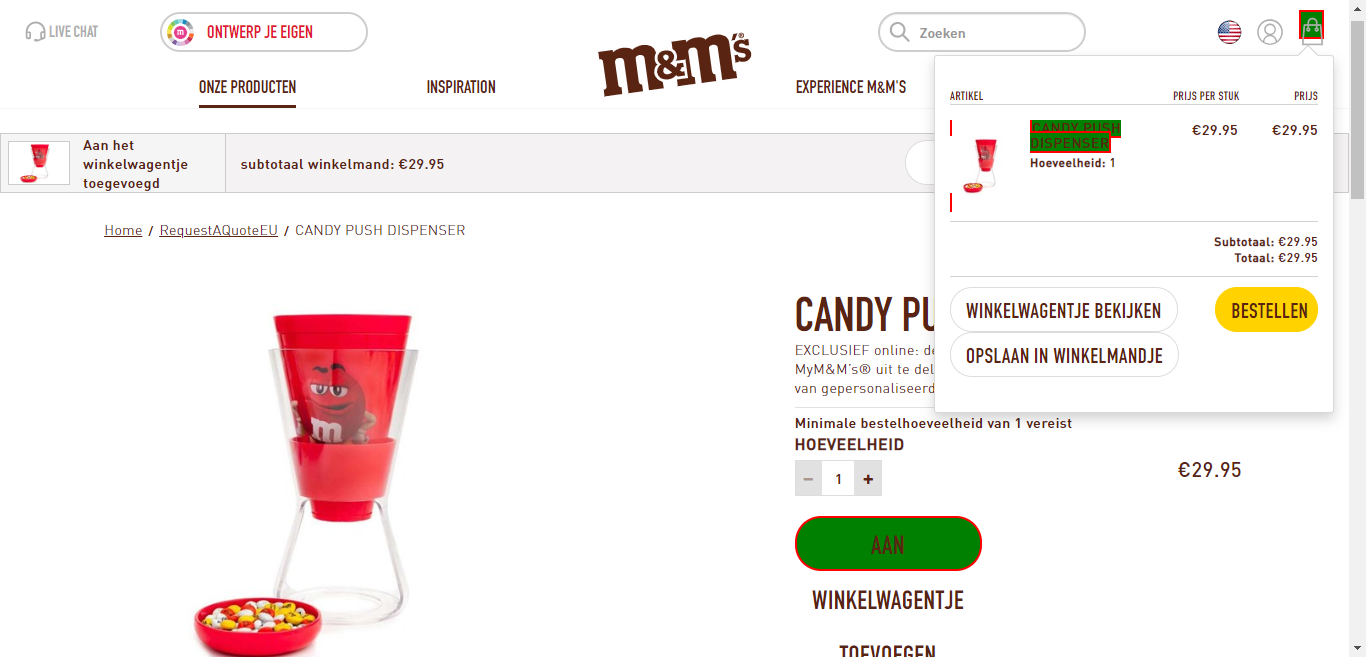 LIVE CHAT
ONTWERP JE EIGEN
m
Zoeken
m&m's®
ONZE PRODUCTEN
INSPIRATION
EXPERIENCE M&M'S
ARTIKEL
PRIJS PER STUK
PRIJS
CANDY PUSH
DISPENSER
Hoeveelheid: 1
€29.95
€29.95
Subtotaal: €29.95
Totaal: €29.95
WINKELWAGENTJE BEKIJKEN
BESTELLEN
OPSLAAN IN WINKELMANDJE
Aan het
winkelwagentje
toegevoegd
subtotaal winkelmand: €29.95
Home / RequestAQuoteEU / CANDY PUSH DISPENSER
m
CANDY PU
EXCLUSIEF online: de
MyM&M's® uit te del
van gepersonaliseerd
Minimale bestelhoeveelheid van 1 vereist
HOEVEELHEID
− 1 +
€29.95
AAN
WINKELWAGENTJE
TOEVOEGEN